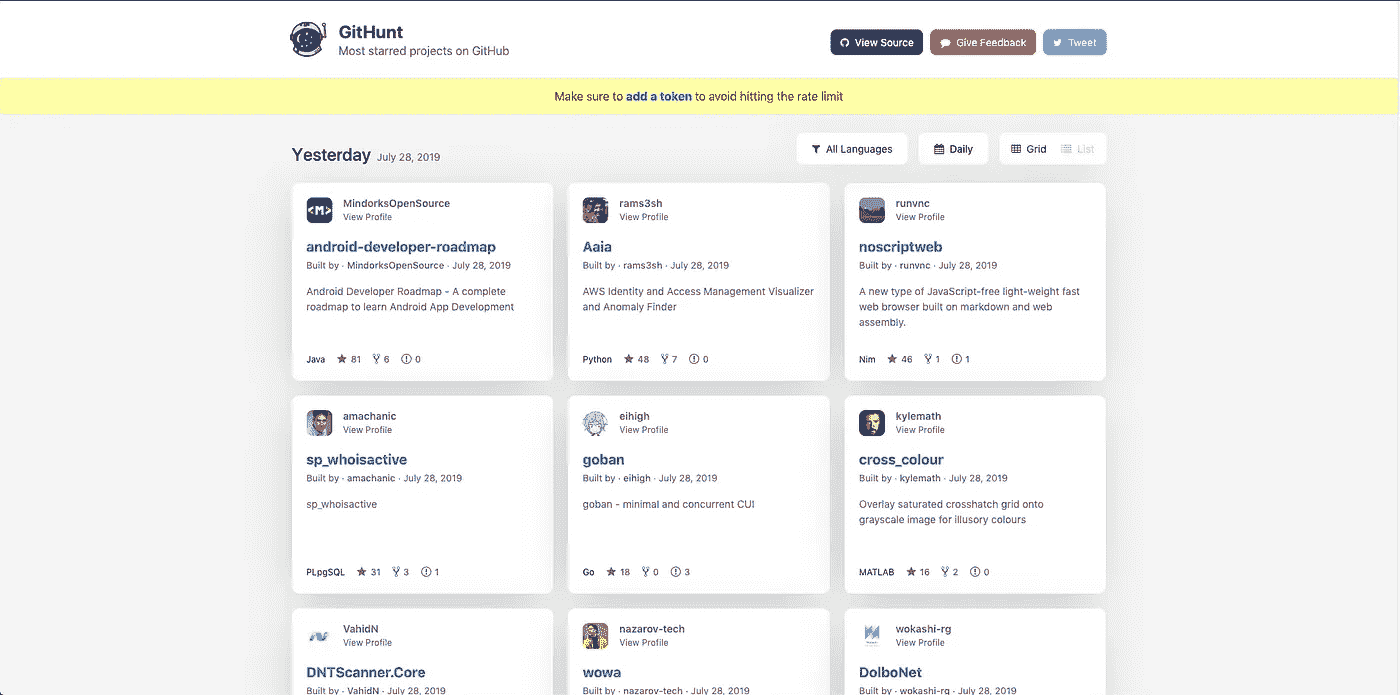 GitHunt
Most starred projects on GitHub
View Source
Give Feedback
Tweet
Make sure to add a token to avoid hitting the rate limit
Yesterday July 28, 2019
All Languages
Daily
Grid
List
<M>
MindorksOpenSource
View Profile
android-developer-roadmap
Built by · MindorksOpenSource · July 28, 2019
Android Developer Roadmap - A complete
roadmap to learn Android App Development
Java 81 6 0
rams3sh
View Profile
Aaia
Built by · rams3sh · July 28, 2019
AWS Identity and Access Management Visualizer
and Anomaly Finder
Python 48 7 0
runvnc
View Profile
noscriptweb
Built by · runvnc · July 28, 2019
A new type of JavaScript-free light-weight fast
web browser built on markdown and web
assembly.
Nim 46 1 1
amachanic
View Profile
sp_whoisactive
Built by · amachanic · July 28, 2019
sp_whoisactive
PLpgSQL 31 3 1
eihigh
View Profile
goban
Built by · eihigh · July 28, 2019
goban - minimal and concurrent CUI
Go 18 0 3
kylemath
View Profile
cross_colour
Built by · kylemath · July 28, 2019
Overlay saturated crosshatch grid onto
grayscale image for illusory colours
MATLAB 16 2 0
VahidN
View Profile
DNTScanner.Core
Built by · VahidN · July 28, 2019
nazarov-tech
View Profile
wowa
Built by · nazarov-tech · July 28, 2019
wokashi-rg
View Profile
DolboNet
Built by · wokashi-rg · July 28, 2019